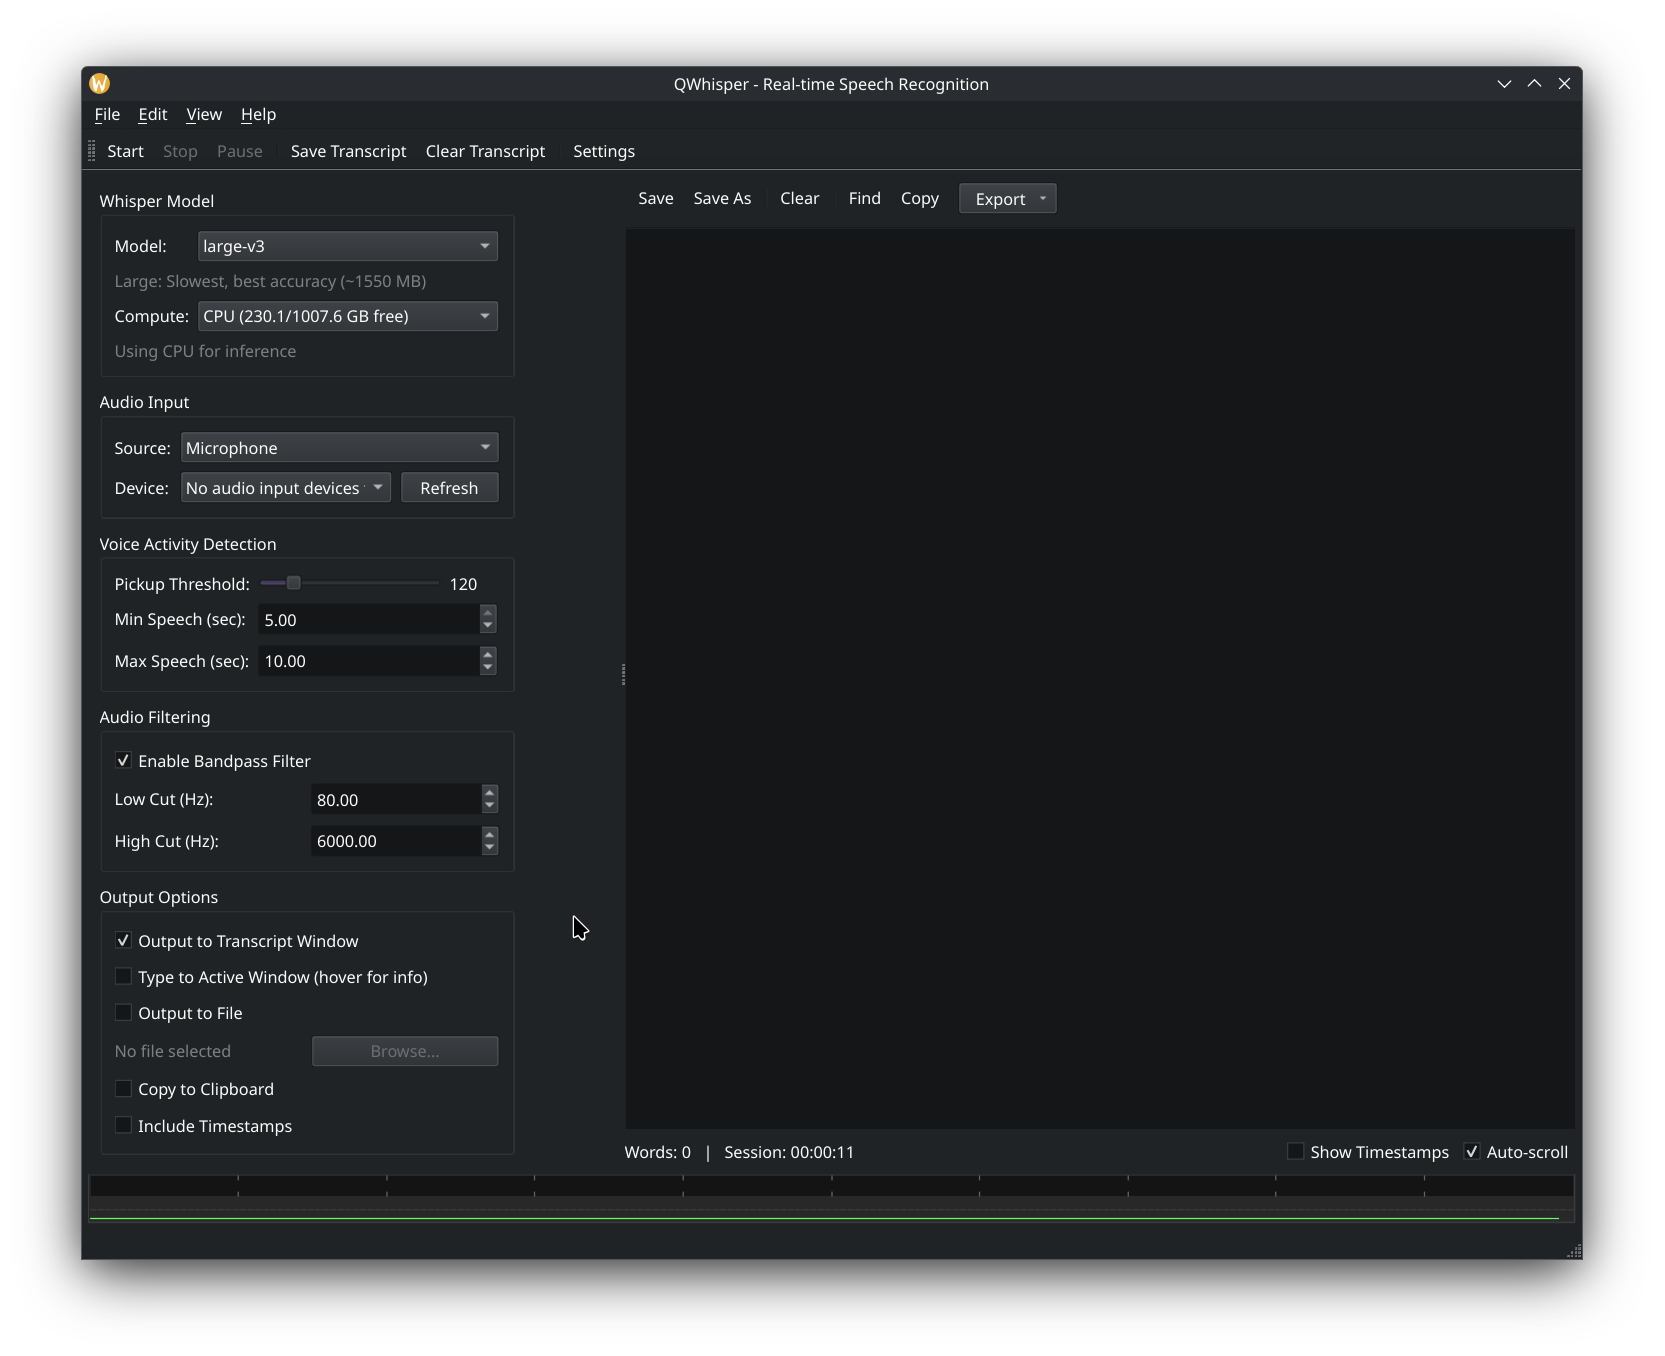 W QWhisper - Real-time Speech Recognition
File Edit View Help
Start Stop Pause Save Transcript Clear Transcript Settings
Save Save As Clear Find Copy Export
Whisper Model
Model: large-v3
Large: Slowest, best accuracy (~1550 MB)
Compute: CPU (230.1/1007.6 GB free)
Using CPU for inference
Audio Input
Source: Microphone
Device: No audio input devices Refresh
Voice Activity Detection
Pickup Threshold: 120
Min Speech (sec): 5.00
Max Speech (sec): 10.00
Audio Filtering
Enable Bandpass Filter
Low Cut (Hz): 80.00
High Cut (Hz): 6000.00
Output Options
Output to Transcript Window
Type to Active Window (hover for info)
Output to File
No file selected Browse...
Copy to Clipboard
Include Timestamps
Words: 0 | Session: 00:00:11 Show Timestamps Auto-scroll